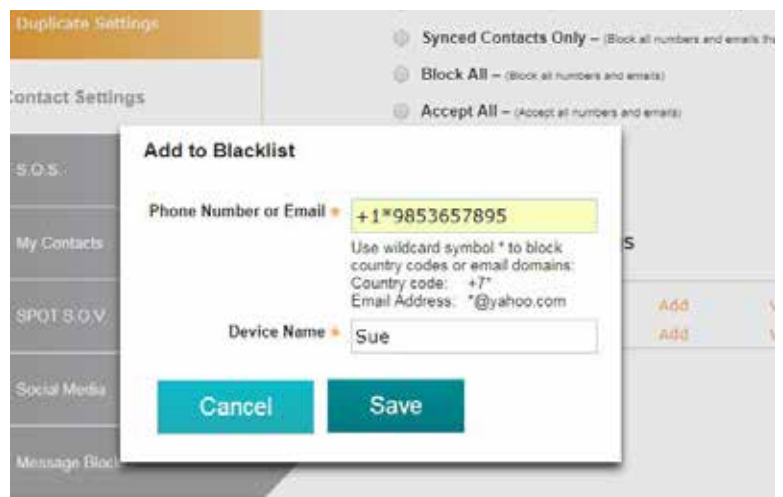 Duplicate Settings
Contact Settings
S.O.S.
My Contacts
SPOT S.O.V.
Social Media
Message Block
Synced Contacts Only – (Block all numbers and emails
Block All – (Block all numbers and emails)
Accept All – (Accept all numbers and emails)
Add to Blacklist
Phone Number or Email * +1*9853657895
Use wildcard symbol * to block
country codes or email domains:
Country code: +7*
Email Address: *@yahoo.com
Device Name * Sue
Cancel Save
S
Add
Add